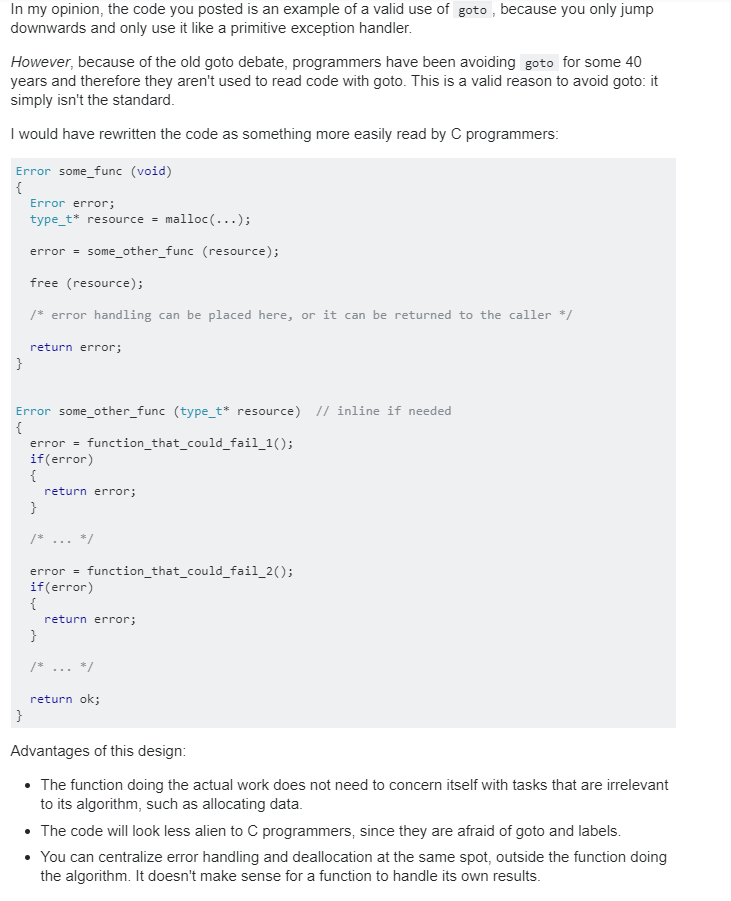 In my opinion, the code you posted is an example of a valid use of goto , because you only jump
downwards and only use it like a primitive exception handler.
However, because of the old goto debate, programmers have been avoiding goto for some 40
years and therefore they aren't used to read code with goto. This is a valid reason to avoid goto: it
simply isn't the standard.
I would have rewritten the code as something more easily read by C programmers:
Error some_func (void)
{
  Error error;
  type_t* resource = malloc(...);
  error = some_other_func (resource);
  free (resource);
  /* error handling can be placed here, or it can be returned to the caller */
  return error;
}
Error some_other_func (type_t* resource)  // inline if needed
{
  error = function_that_could_fail_1();
  if(error)
  {
    return error;
  }
  /* ... */
  error = function_that_could_fail_2();
  if(error)
  {
    return error;
  }
  /* ... */
  return ok;
}
Advantages of this design:
• The function doing the actual work does not need to concern itself with tasks that are irrelevant
to its algorithm, such as allocating data.
• The code will look less alien to C programmers, since they are afraid of goto and labels.
• You can centralize error handling and deallocation at the same spot, outside the function doing
the algorithm. It doesn't make sense for a function to handle its own results.